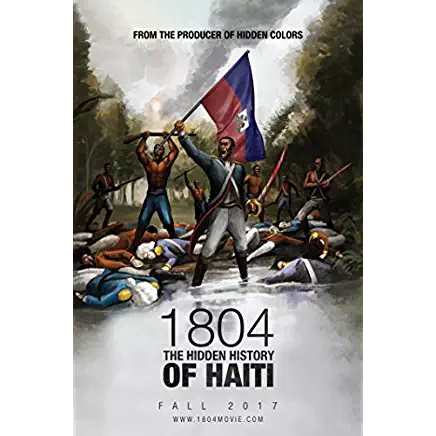 FROM THE PRODUCER OF HIDDEN COLORS
1804
THE HIDDEN HISTORY
OF HAITI
FALL 2017
WWW.1804MOVIE.COM